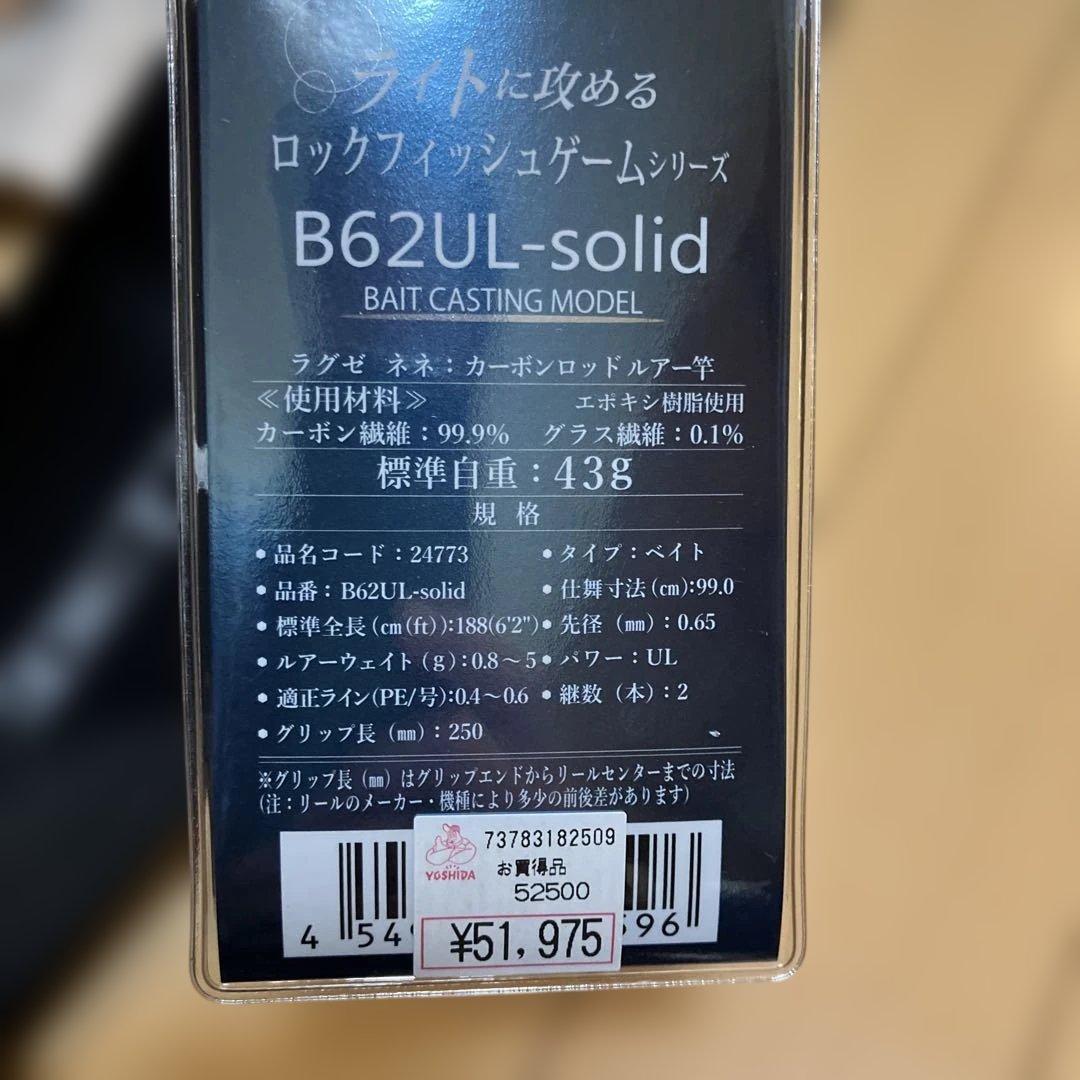 ライトに攻める
ロックフィッシュゲームシリーズ
B62UL-solid
BAIT CASTING MODEL
ラグゼ ネネ：カーボンロッド ルアー竿
≪使用材料≫ エポキシ樹脂使用
カーボン繊維：99.9% グラス繊維：0.1%
標準自重：43g
規 格
• 品名コード：24773 • タイプ：ベイト
• 品番：B62UL-solid • 仕舞寸法(㎝):99.0
• 標準全長(㎝(ft)):188(6'2") • 先径(㎜)：0.65
• ルアーウェイト(g)：0.8～5 • パワー：UL
• 適正ライン(PE/号):0.4～0.6 • 継数（本）：2
• グリップ長（㎜）：250
※グリップ長（㎜）はグリップエンドからリールセンターまでの寸法
(注：リールのメーカー・機種により多少の前後差があります)
73783182509
YOSHIDA
お買得品
52500
¥51,975
4 54 596